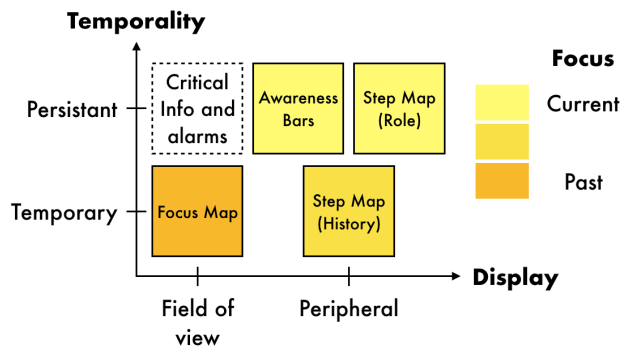 Temporality
Focus
Critical
Info and
alarms
Awareness
Bars
Step Map
(Role)
Persistant
Current
Past
Temporary
Focus Map
Step Map
(History)
Display
Field of
view
Peripheral